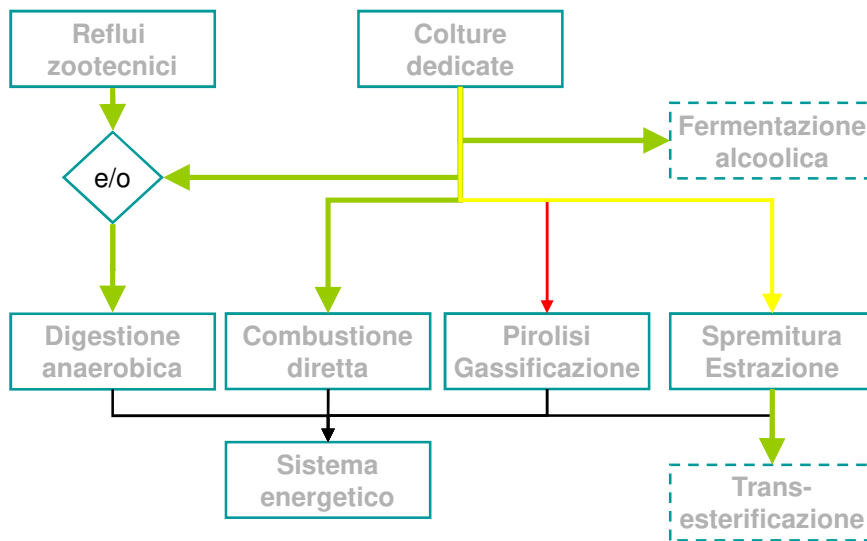 Reflui
zootecnici
Colture
dedicate
Fermentazione
alcoolica
e/o
Digestione
anaerobica
Combustione
diretta
Pirolisi
Gassificazione
Spremitura
Estrazione
Sistema
energetico
Trans-
esterificazione